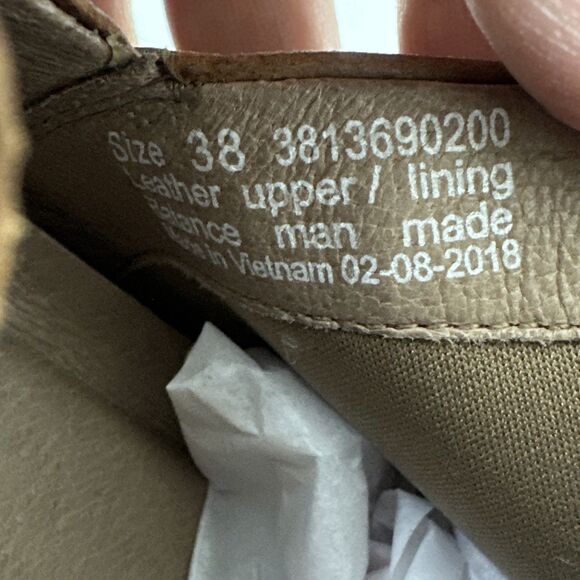 Size 38 3813690200
Leather upper/ lining
Balance man made
Made in Vietnam 02-08-2018